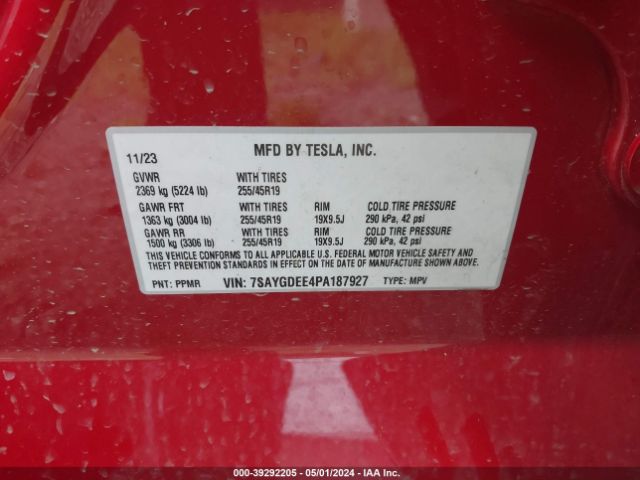 11/23 MFD BY TESLA, INC.
GVWR WITH TIRES
2369 kg (5224 lb) 255/45R19
GAWR FRT WITH TIRES RIM COLD TIRE PRESSURE
1363 kg (3004 lb) 255/45R19 19X9.5J 290 kPa, 42 psi
GAWR RR WITH TIRES RIM COLD TIRE PRESSURE
1500 kg (3306 lb) 255/45R19 19X9.5J 290 kPa, 42 psi
THIS VEHICLE CONFORMS TO ALL APPLICABLE U.S. FEDERAL MOTOR VEHICLE SAFETY AND
THEFT PREVENTION STANDARDS IN EFFECT ON THE DATE OF MANUFACTURE SHOWN ABOVE.
PNT: PPMR VIN: 7SAYGDEE4PA187927 TYPE: MPV
000-39292205 - 05/01/2024 - IAA Inc.